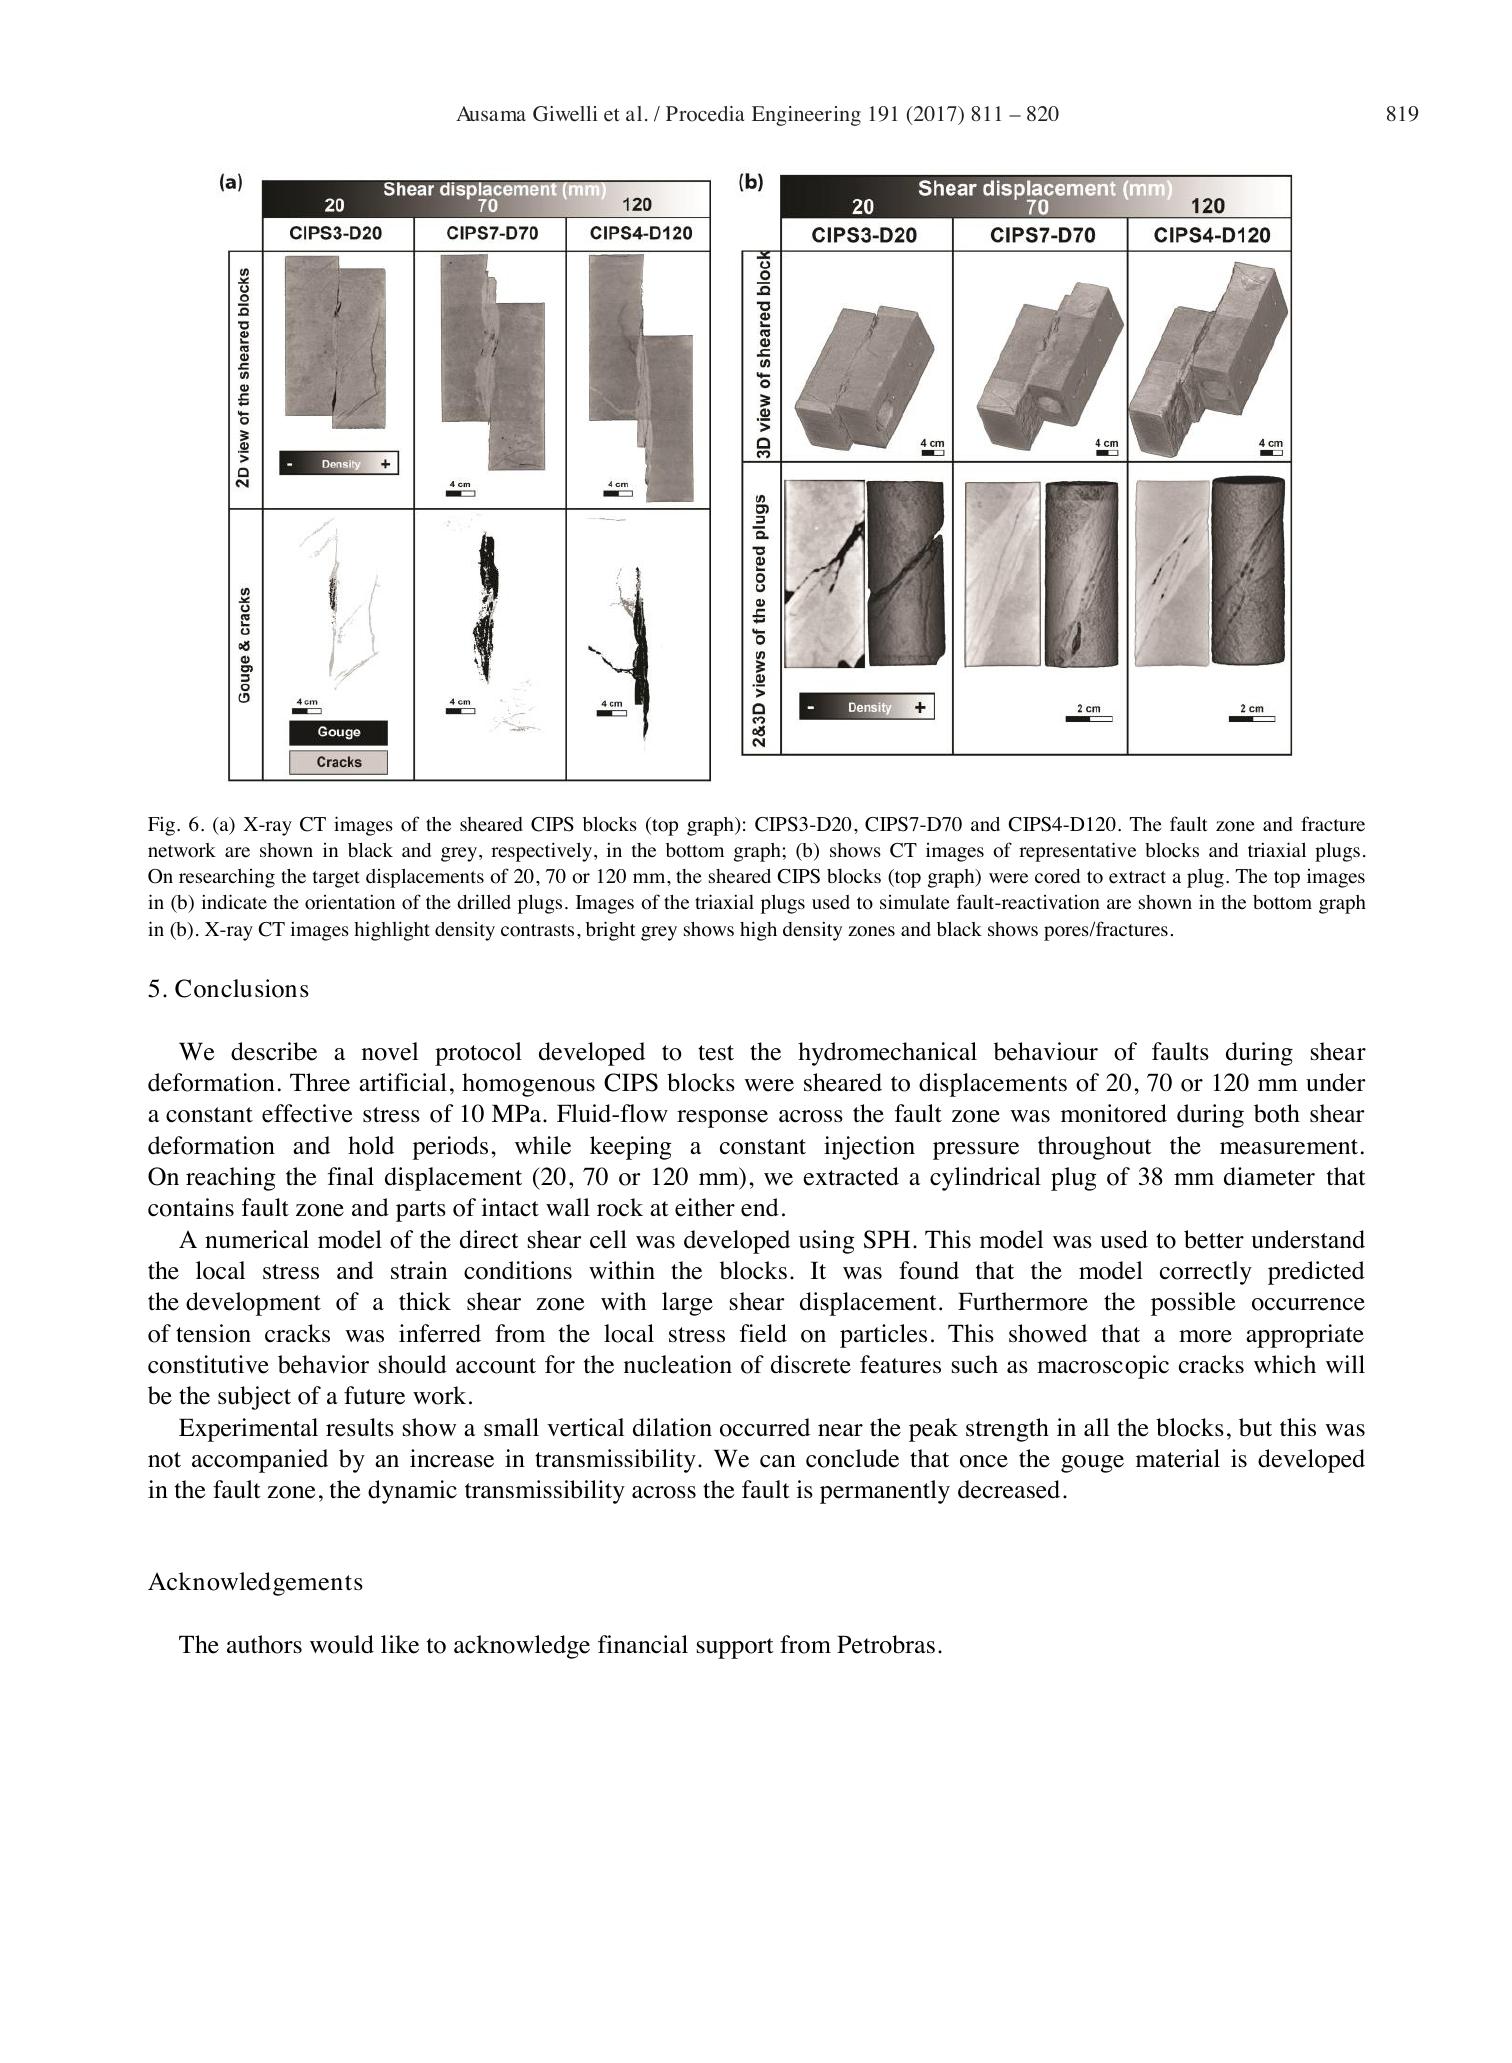 Ausama Giwelli et al. / Procedia Engineering 191 (2017) 811 – 820
819
(a)
Shear displacement (mm)
20
70
120
CIPS3-D20
CIPS7-D70
CIPS4-D120
2D view of the sheared blocks
- Density +
4 cm
4 cm
Gouge & cracks
4 cm
4 cm
4 cm
Gouge
Cracks
(b)
Shear displacement (mm)
20
70
120
CIPS3-D20
CIPS7-D70
CIPS4-D120
3D view of sheared block
4 cm
4 cm
4 cm
2&3D views of the cored plugs
- Density +
2 cm
2 cm
Fig. 6. (a) X-ray CT images of the sheared CIPS blocks (top graph): CIPS3-D20, CIPS7-D70 and CIPS4-D120. The fault zone and fracture
network are shown in black and grey, respectively, in the bottom graph; (b) shows CT images of representative blocks and triaxial plugs.
On researching the target displacements of 20, 70 or 120 mm, the sheared CIPS blocks (top graph) were cored to extract a plug. The top images
in (b) indicate the orientation of the drilled plugs. Images of the triaxial plugs used to simulate fault-reactivation are shown in the bottom graph
in (b). X-ray CT images highlight density contrasts, bright grey shows high density zones and black shows pores/fractures.
5. Conclusions
We describe a novel protocol developed to test the hydromechanical behaviour of faults during shear
deformation. Three artificial, homogenous CIPS blocks were sheared to displacements of 20, 70 or 120 mm under
a constant effective stress of 10 MPa. Fluid-flow response across the fault zone was monitored during both shear
deformation and hold periods, while keeping a constant injection pressure throughout the measurement.
On reaching the final displacement (20, 70 or 120 mm), we extracted a cylindrical plug of 38 mm diameter that
contains fault zone and parts of intact wall rock at either end.
A numerical model of the direct shear cell was developed using SPH. This model was used to better understand
the local stress and strain conditions within the blocks. It was found that the model correctly predicted
the development of a thick shear zone with large shear displacement. Furthermore the possible occurrence
of tension cracks was inferred from the local stress field on particles. This showed that a more appropriate
constitutive behavior should account for the nucleation of discrete features such as macroscopic cracks which will
be the subject of a future work.
Experimental results show a small vertical dilation occurred near the peak strength in all the blocks, but this was
not accompanied by an increase in transmissibility. We can conclude that once the gouge material is developed
in the fault zone, the dynamic transmissibility across the fault is permanently decreased.
Acknowledgements
The authors would like to acknowledge financial support from Petrobras.